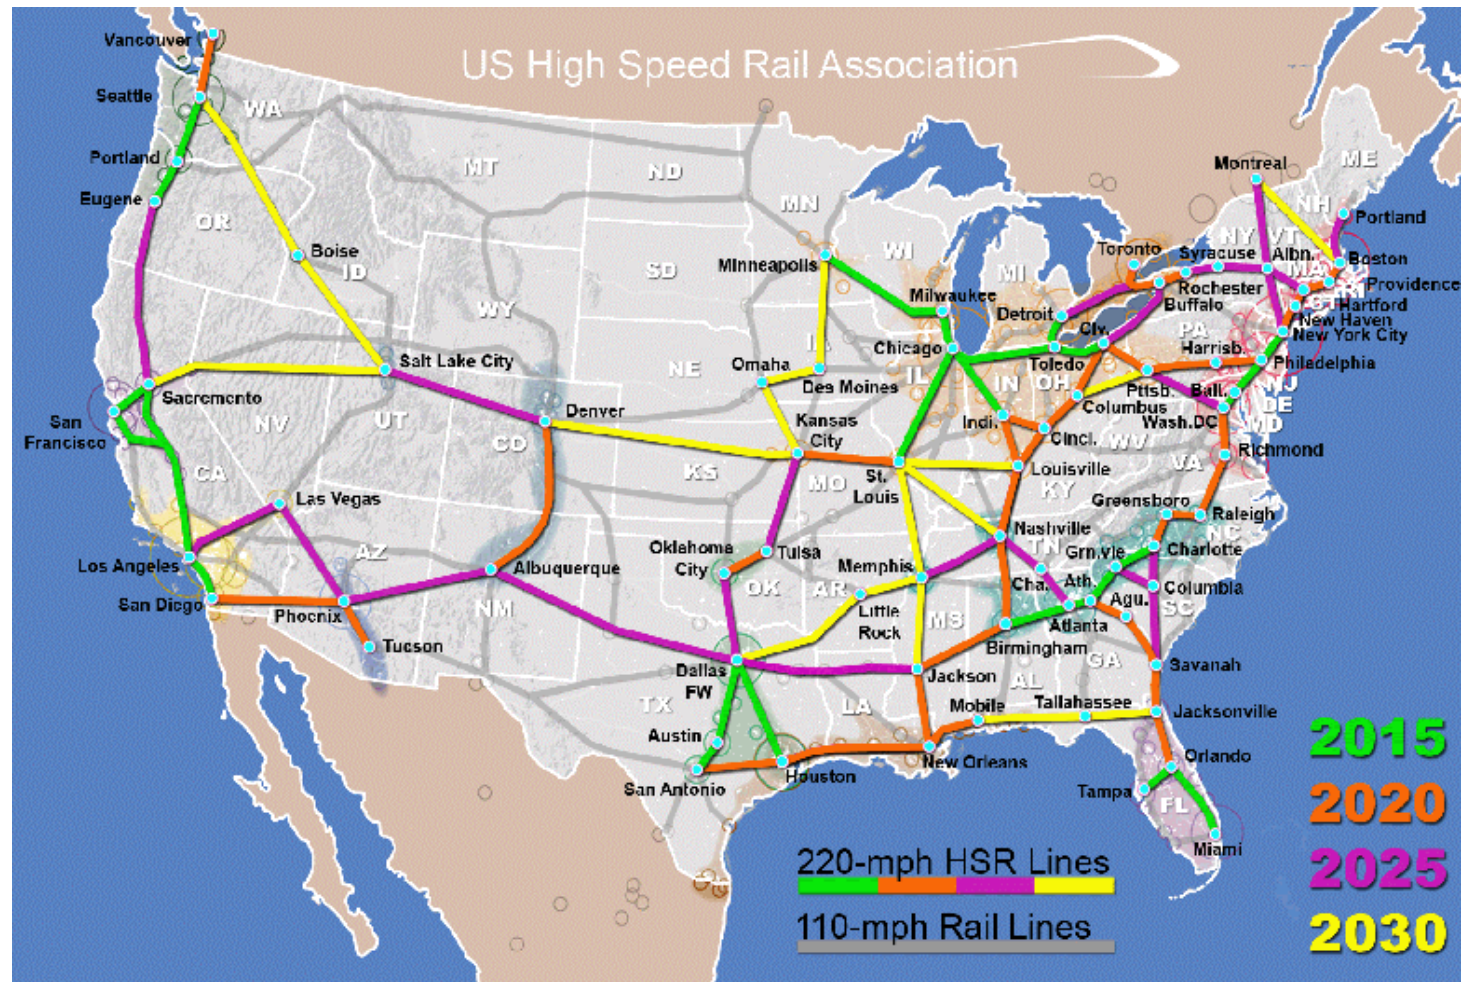 US High Speed Rail Association
Vancouver
Seattle
WA
Portland
Eugene
OR
Boise
ID
MT
ND
MN
SD
WY
Minneapolis
WI
Milwaukee
MI
Toronto
Detroit
Montreal
ME
NH
VT
NY
Portland
Syracuse
Albn.
Boston
MA
Providence
RI
CT
Hartford
Rochester
Buffalo
New Haven
New York City
PA
Clv.
Harrisb.
Philadelphia
NJ
DE
MD
Chicago
Toledo
IL
IN
OH
IA
Omaha
Des Moines
NE
Salt Lake City
Sacremento
San
Francisco
NV
UT
Denver
CO
Kansas
City
KS
MO
St.
Louis
Indi.
Cinci.
Columbus
Pttsb.
Balt.
Wash.DC
WV
Richmond
VA
Louisville
KY
Greensboro
Raleigh
NC
CA
Las Vegas
Los Angeles
San Diego
AZ
Phoenix
Tucson
Albuquerque
NM
Oklahoma
City
Tulsa
OK
AR
Memphis
Nashville
TN
Grn.vle
Charlotte
Cha.
Ath.
Columbia
SC
Agu.
Atlanta
Little
Rock
MS
Birmingham
GA
AL
Savanah
Dallas
FW
Jackson
TX
LA
Mobile
Tallahassee
Jacksonville
Austin
San Antonio
Houston
New Orleans
Orlando
Tampa
FL
Miami
220-mph HSR Lines
110-mph Rail Lines
2015
2020
2025
2030